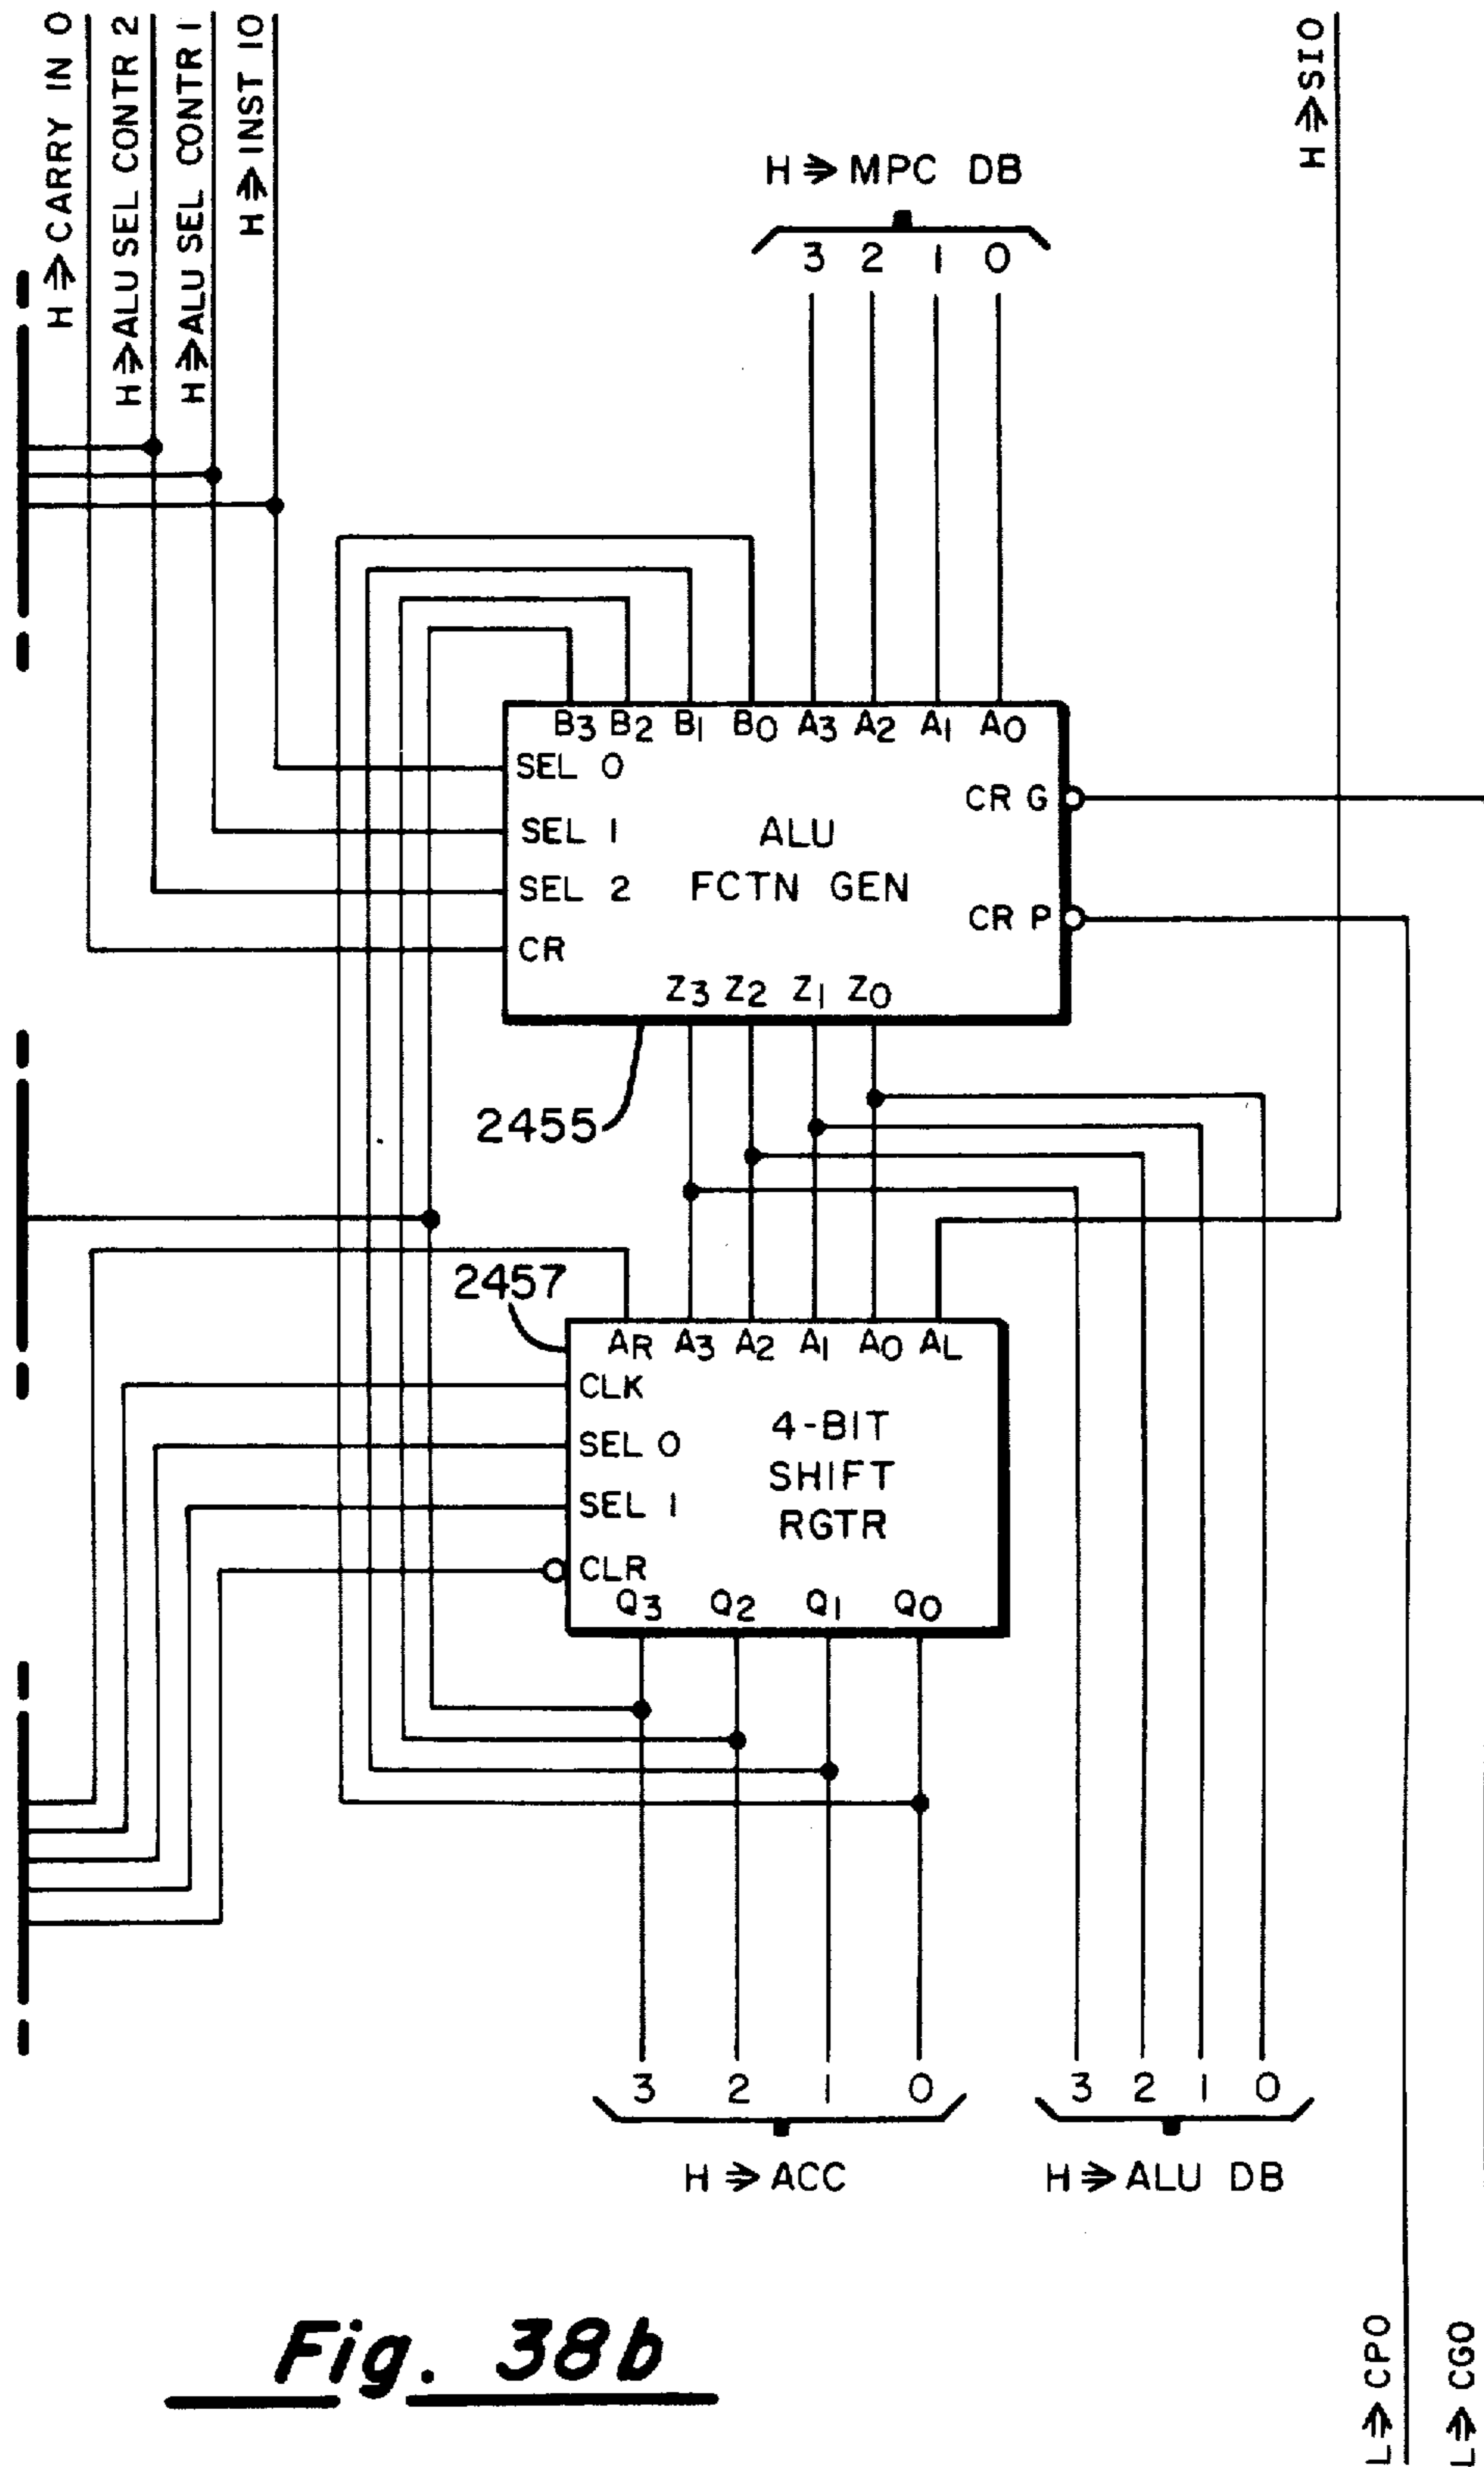 H ⇒ CARRY IN 0
H ⇒ ALU SEL CONTR 2
H ⇒ ALU SEL CONTR 1
H ⇒ INST 10
H ⇒ SIO
H ⇒ MPC DB
3 2 1 0
B3 B2 B1 B0 A3 A2 A1 A0
SEL 0
CR G
SEL 1
ALU
SEL 2
FCTN GEN
CR P
CR
Z3 Z2 Z1 Z0
2455
2457
AR A3 A2 A1 A0 AL
CLK
4-BIT
SEL 0
SHIFT
SEL 1
RGTR
CLR
Q3 Q2 Q1 Q0
3 2 1 0
3 2 1 0
H ⇒ ACC
H ⇒ ALU DB
L ⇒ CPO
L ⇒ CGO
Fig. 38b